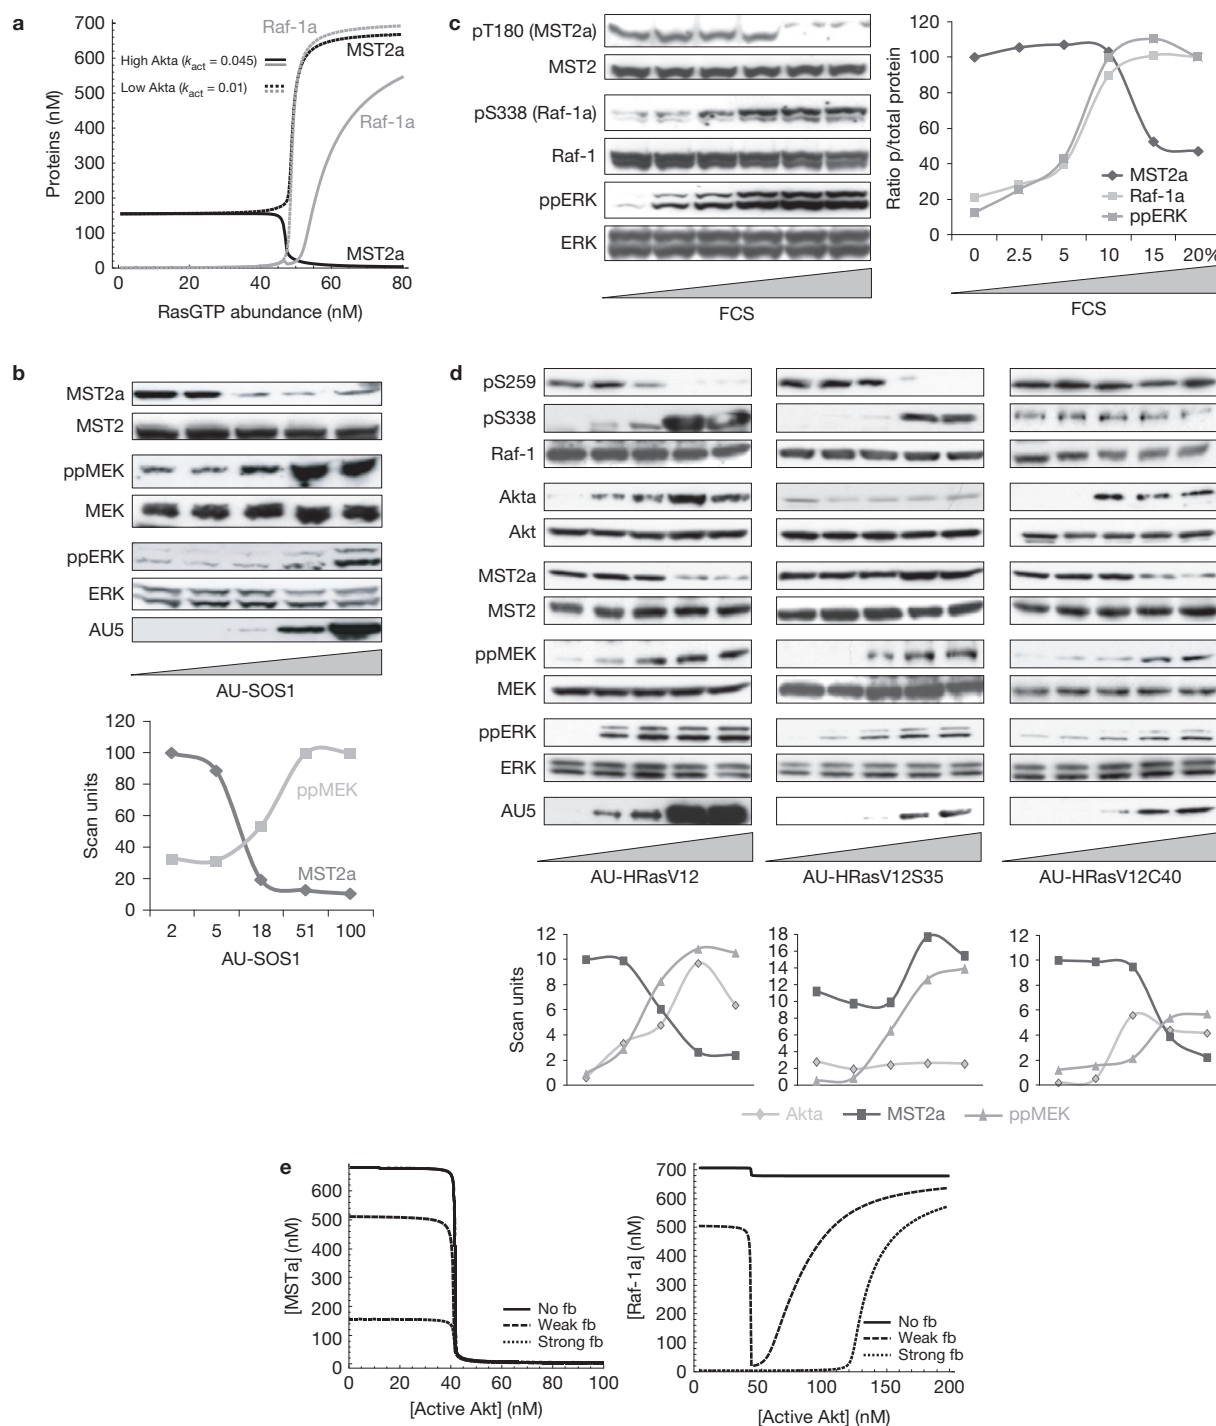 a
700
600
500
400
300
200
100
0
Proteins (nM)
Raf-1a
MST2a
High Akta (kact = 0.045)
Low Akta (kact = 0.01)
Raf-1a
MST2a
0 20 40 60 80
RasGTP abundance (nM)
b
MST2a
MST2
ppMEK
MEK
ppERK
ERK
AU5
AU-SOS1
120
100
80
60
40
20
0
Scan units
ppMEK
MST2a
2 5 18 51 100
AU-SOS1
c
pT180 (MST2a)
MST2
pS338 (Raf-1a)
Raf-1
ppERK
ERK
FCS
120
100
80
60
40
20
0
Ratio p/total protein
MST2a
Raf-1a
ppERK
0 2.5 5 10 15 20%
FCS
d
pS259
pS338
Raf-1
Akta
Akt
MST2a
MST2
ppMEK
MEK
ppERK
ERK
AU5
AU-HRasV12 AU-HRasV12S35 AU-HRasV12C40
12
10
8
6
4
2
0
Scan units
18
16
14
12
10
8
6
4
2
0
12
10
8
6
4
2
0
Akta MST2a ppMEK
e
600
500
400
300
200
100
0
[MSTa] (nM)
No fb
Weak fb
Strong fb
0 20 40 60 80 100
[Active Akt] (nM)
700
600
500
400
300
200
100
0
[Raf-1a] (nM)
No fb
Weak fb
Strong fb
0 50 100 150 200
[Active Akt] (nM)